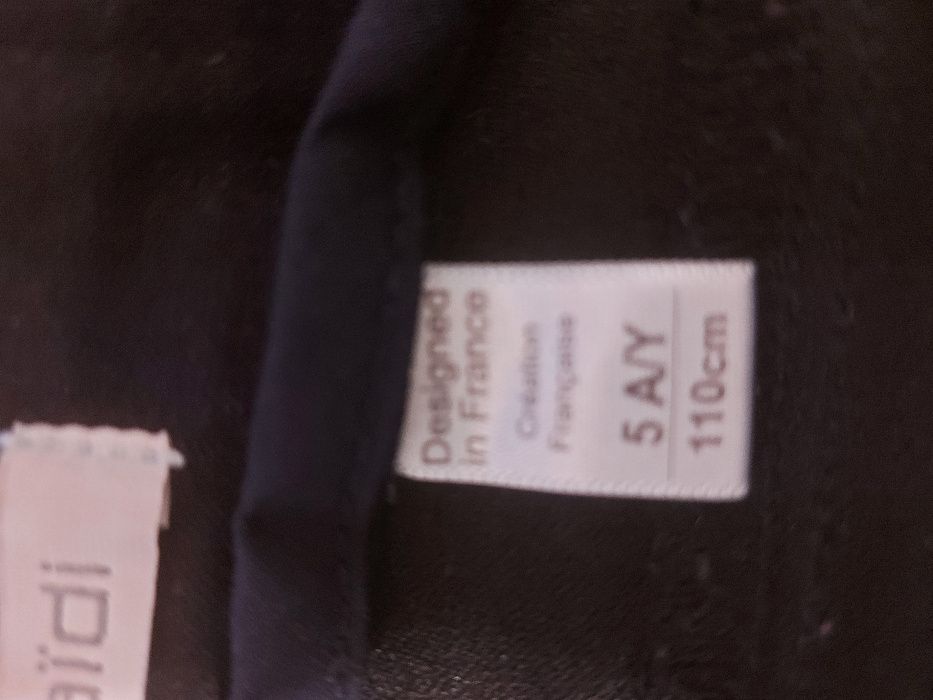 Designed
in France
Création
Française
5 A/Y
110cm
aïdi